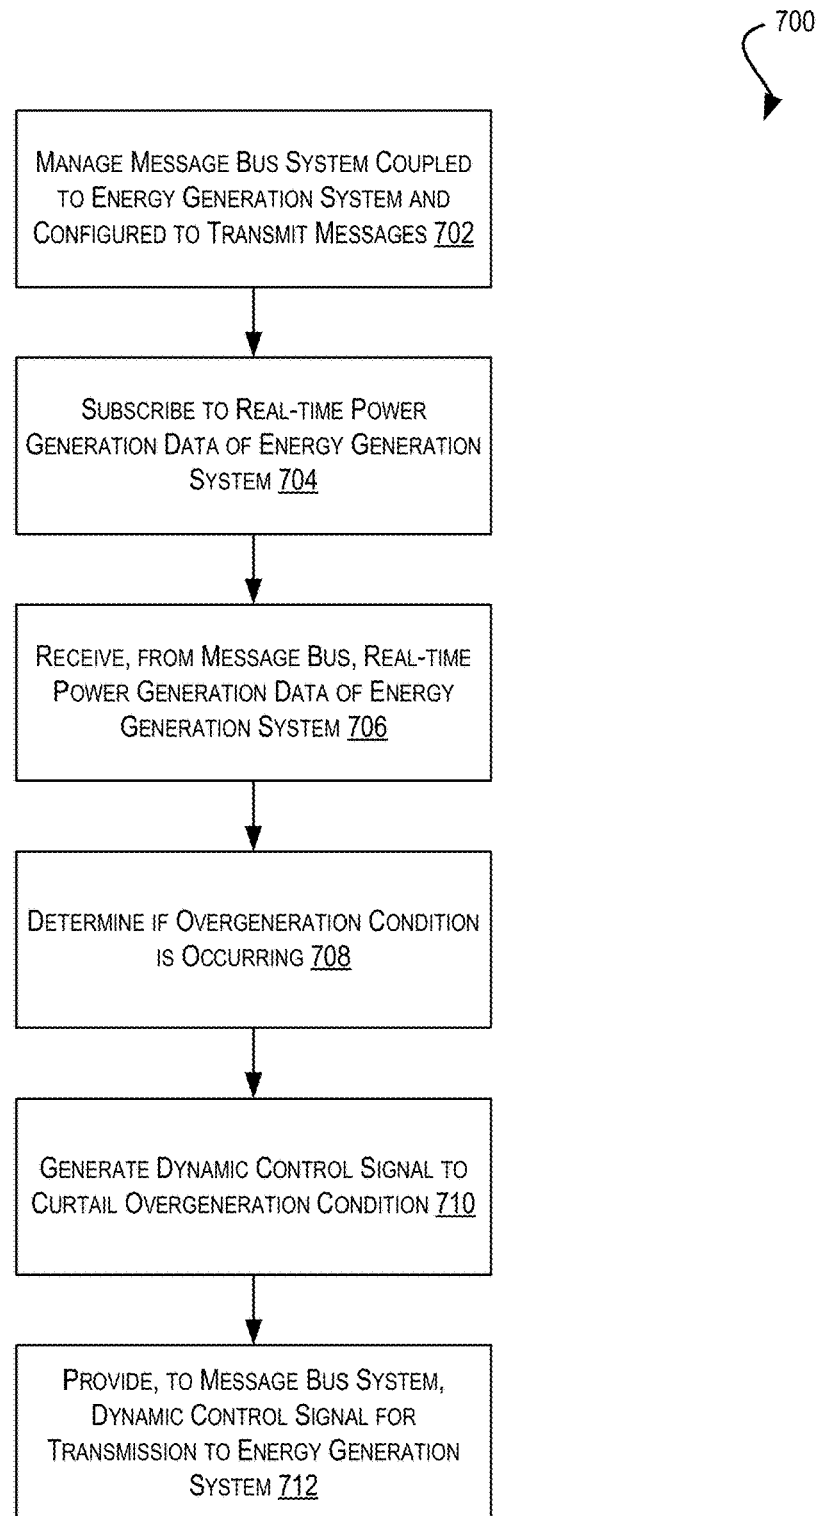 700
MANAGE MESSAGE BUS SYSTEM COUPLED
TO ENERGY GENERATION SYSTEM AND
CONFIGURED TO TRANSMIT MESSAGES 702
SUBSCRIBE TO REAL-TIME POWER
GENERATION DATA OF ENERGY GENERATION
SYSTEM 704
RECEIVE, FROM MESSAGE BUS, REAL-TIME
POWER GENERATION DATA OF ENERGY
GENERATION SYSTEM 706
DETERMINE IF OVERGENERATION CONDITION
IS OCCURRING 708
GENERATE DYNAMIC CONTROL SIGNAL TO
CURTAIL OVERGENERATION CONDITION 710
PROVIDE, TO MESSAGE BUS SYSTEM,
DYNAMIC CONTROL SIGNAL FOR
TRANSMISSION TO ENERGY GENERATION
SYSTEM 712